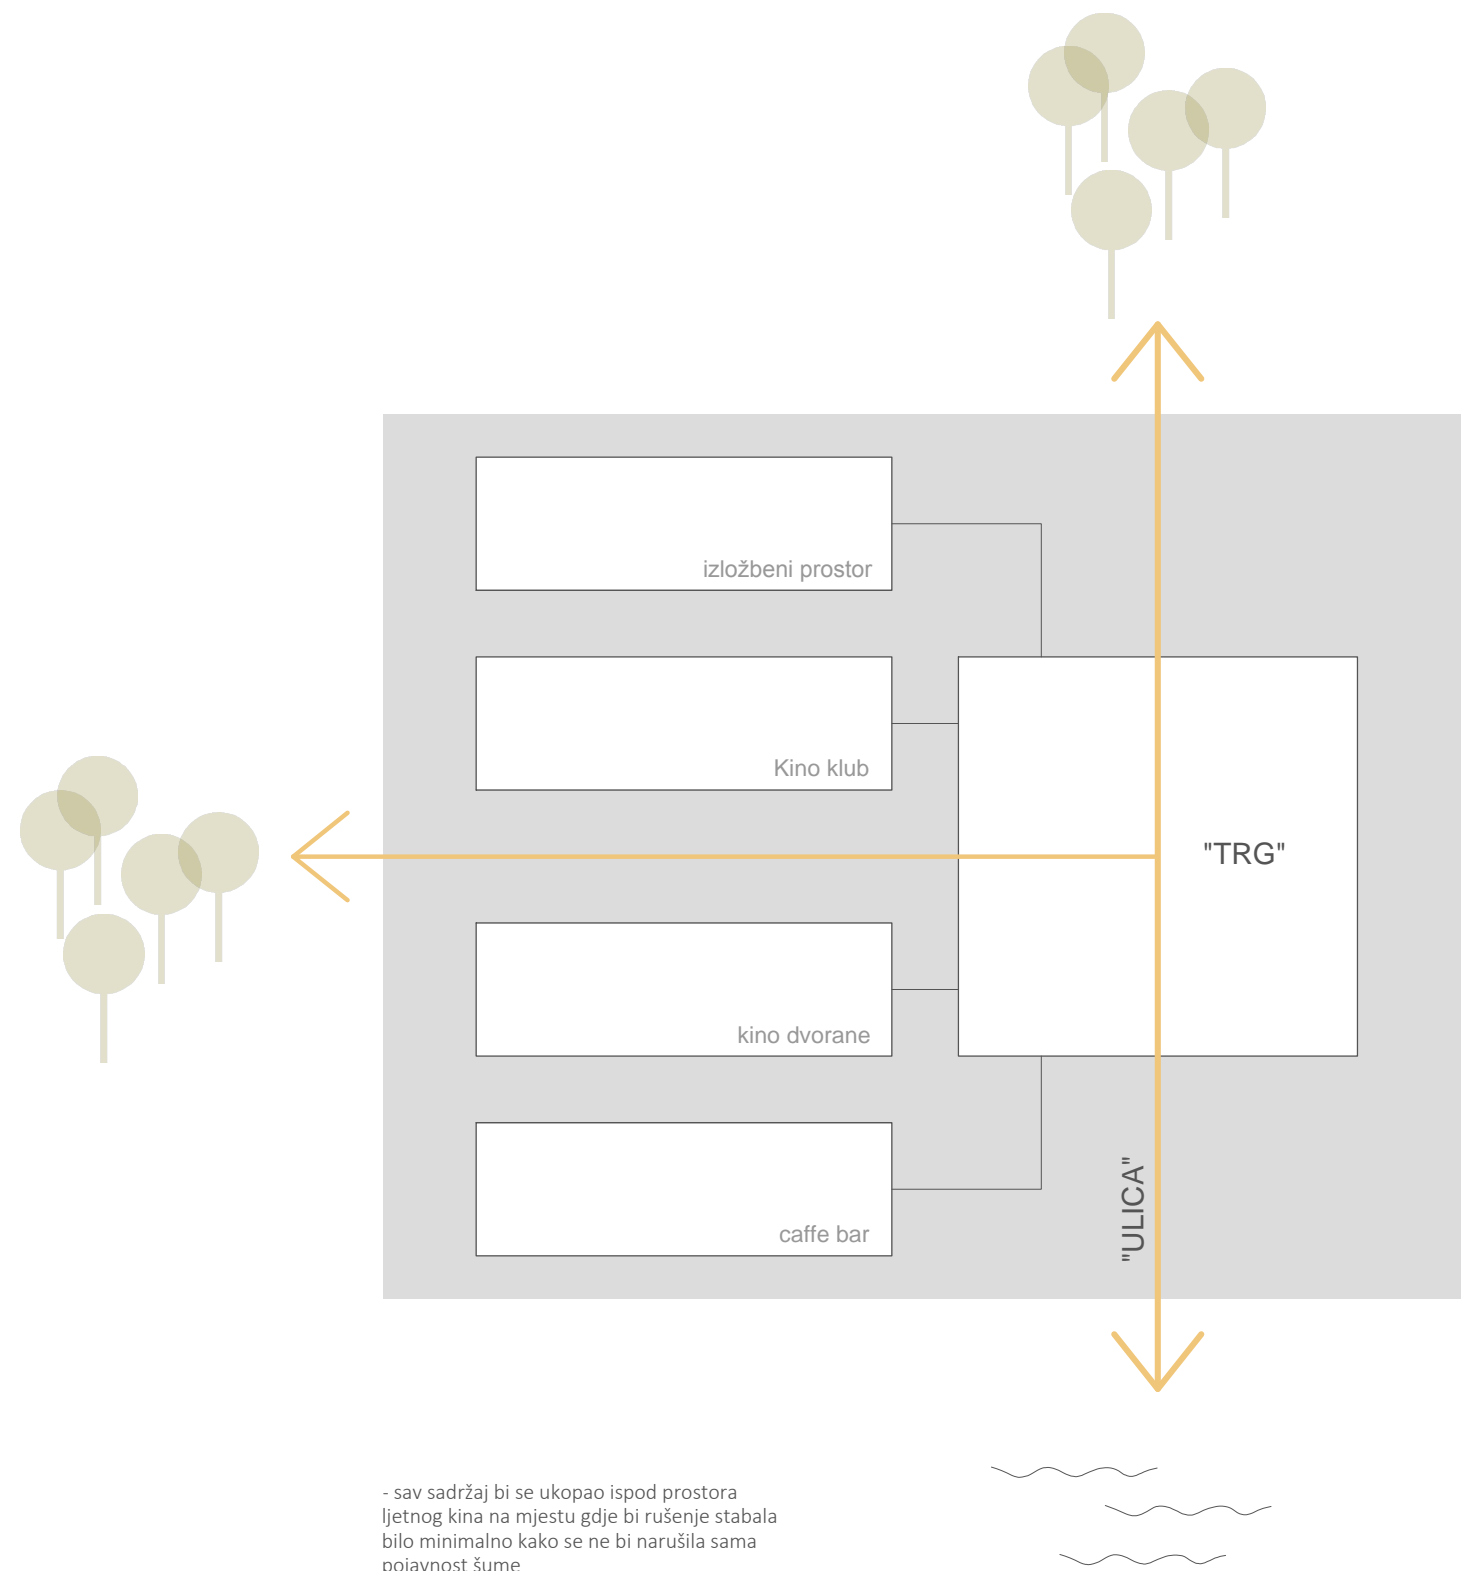 izložbeni prostor
Kino klub
"TRG"
kino dvorane
"ULICA"
caffe bar
- sav sadržaj bi se ukopao ispod prostora
ljetnog kina na mjestu gdje bi rušenje stabala
bilo minimalno kako se ne bi narušila sama
pojavnost šume